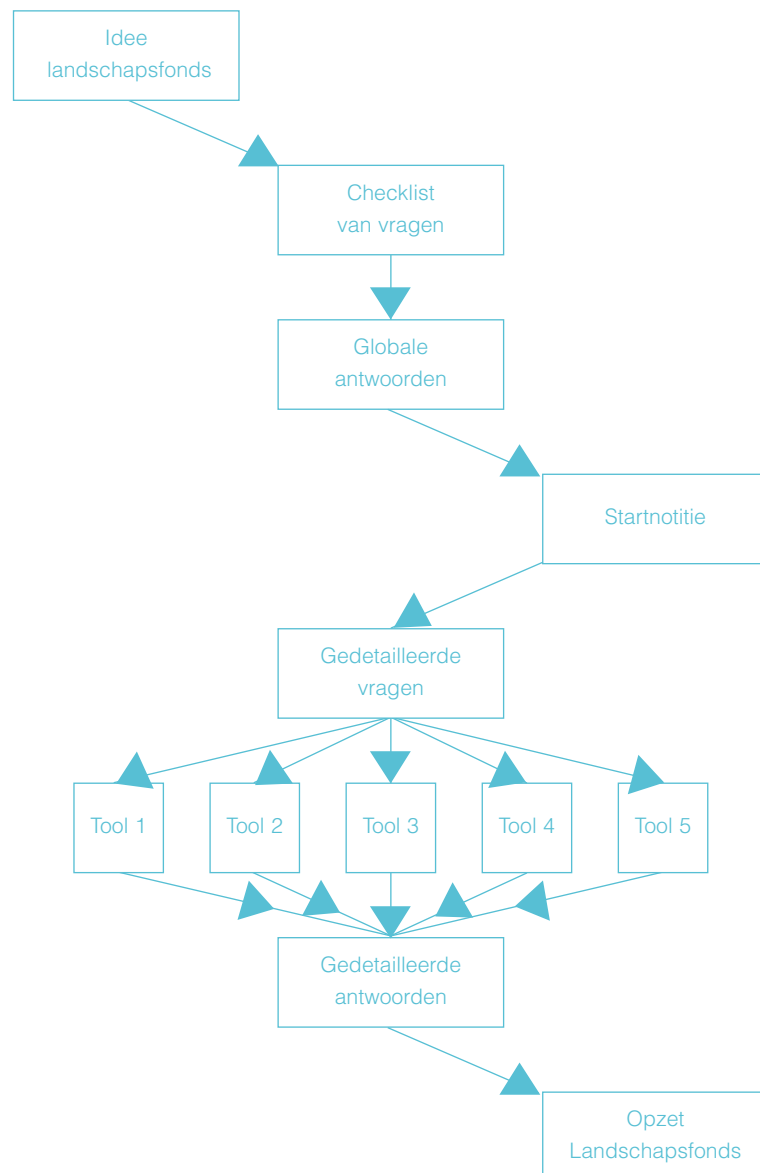 Idee
landschapsfonds
Checklist
van vragen
Globale
antwoorden
Startnotitie
Gedetailleerde
vragen
Tool 1
Tool 2
Tool 3
Tool 4
Tool 5
Gedetailleerde
antwoorden
Opzet
Landschapsfonds